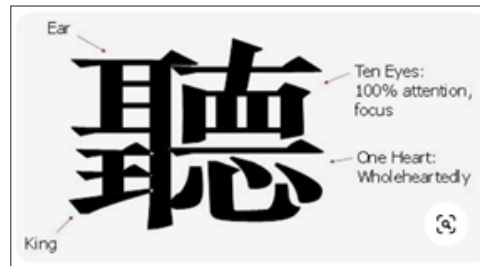 Ear
聽
Ten Eyes:
100% attention,
focus
One Heart:
Wholeheartedly
King